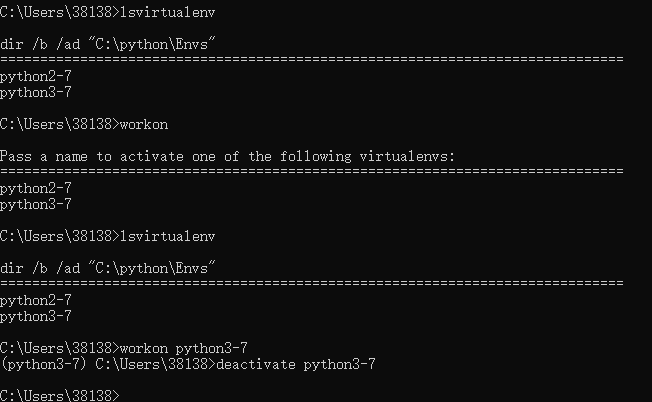 C:\Users\38138>lsvirtualenv
dir /b /ad "C:\python\Envs"
==============================================================================
python2-7
python3-7
C:\Users\38138>workon
Pass a name to activate one of the following virtualenvs:
==============================================================================
python2-7
python3-7
C:\Users\38138>lsvirtualenv
dir /b /ad "C:\python\Envs"
==============================================================================
python2-7
python3-7
C:\Users\38138>workon python3-7
(python3-7) C:\Users\38138>deactivate python3-7
C:\Users\38138>